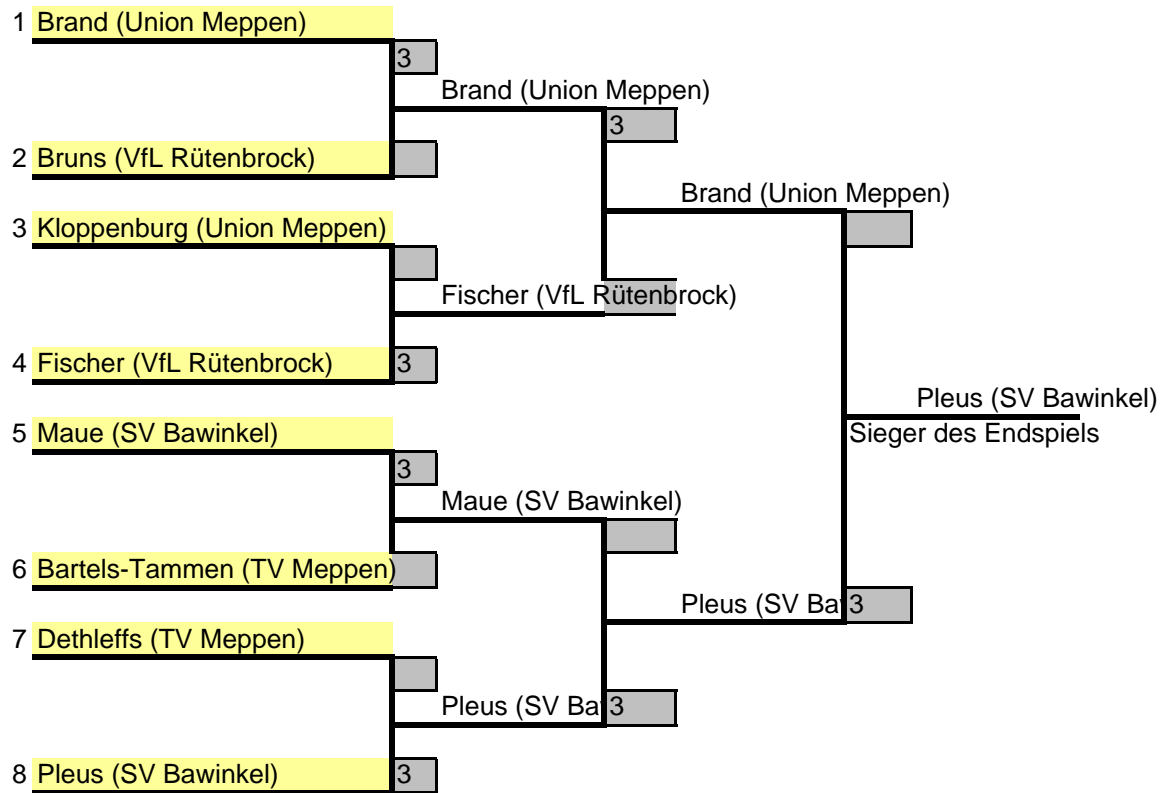 1 Brand (Union Meppen)
3
Brand (Union Meppen)
3
2 Bruns (VfL Rütenbrock)
Brand (Union Meppen)
3 Kloppenburg (Union Meppen)
Fischer (VfL Rütenbrock)
4 Fischer (VfL Rütenbrock)
3
Pleus (SV Bawinkel)
5 Maue (SV Bawinkel)
Sieger des Endspiels
3
Maue (SV Bawinkel)
6 Bartels-Tammen (TV Meppen)
Pleus (SV Ba
3
7 Dethleffs (TV Meppen)
Pleus (SV Ba
3
8 Pleus (SV Bawinkel)
3